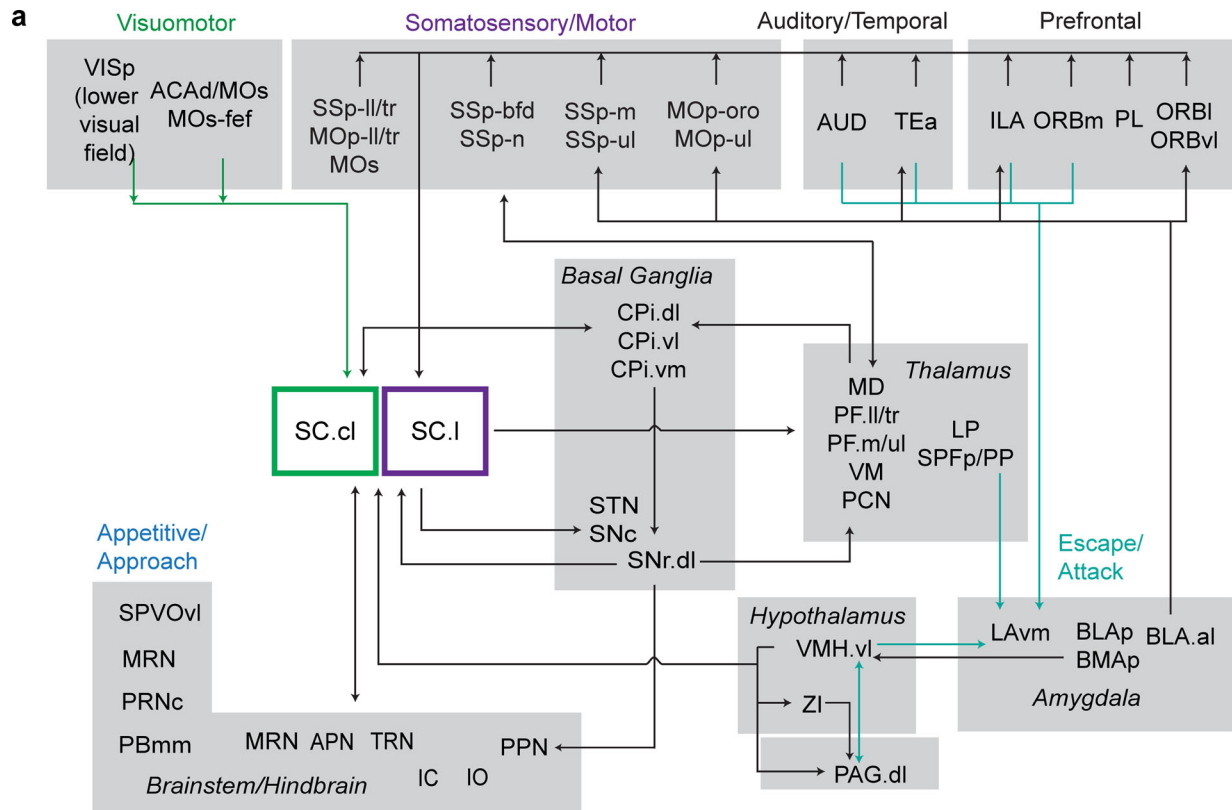 a
Visuomotor
Somatosensory/Motor
Auditory/Temporal
Prefrontal
VISp
(lower
visual
field)
ACAd/MOs
MOs-fef
SSp-ll/tr
MOp-ll/tr
MOs
SSp-bfd
SSp-n
SSp-m
SSp-ul
MOp-oro
MOp-ul
AUD
TEa
ILA
ORBm
PL
ORBl
ORBvl
Basal Ganglia
CPi.dl
CPi.vl
CPi.vm
SC.cl
SC.l
STN
SNc
SNr.dl
Thalamus
MD
PF.ll/tr
PF.m/ul
VM
PCN
LP
SPFp/PP
Appetitive/
Approach
Escape/
Attack
SPVOvl
MRN
PRNc
PBmm
MRN
APN
TRN
IC
IO
PPN
Brainstem/Hindbrain
Hypothalamus
VMH.vl
ZI
PAG.dl
LAvm
BLAp
BMAp
BLA.al
Amygdala